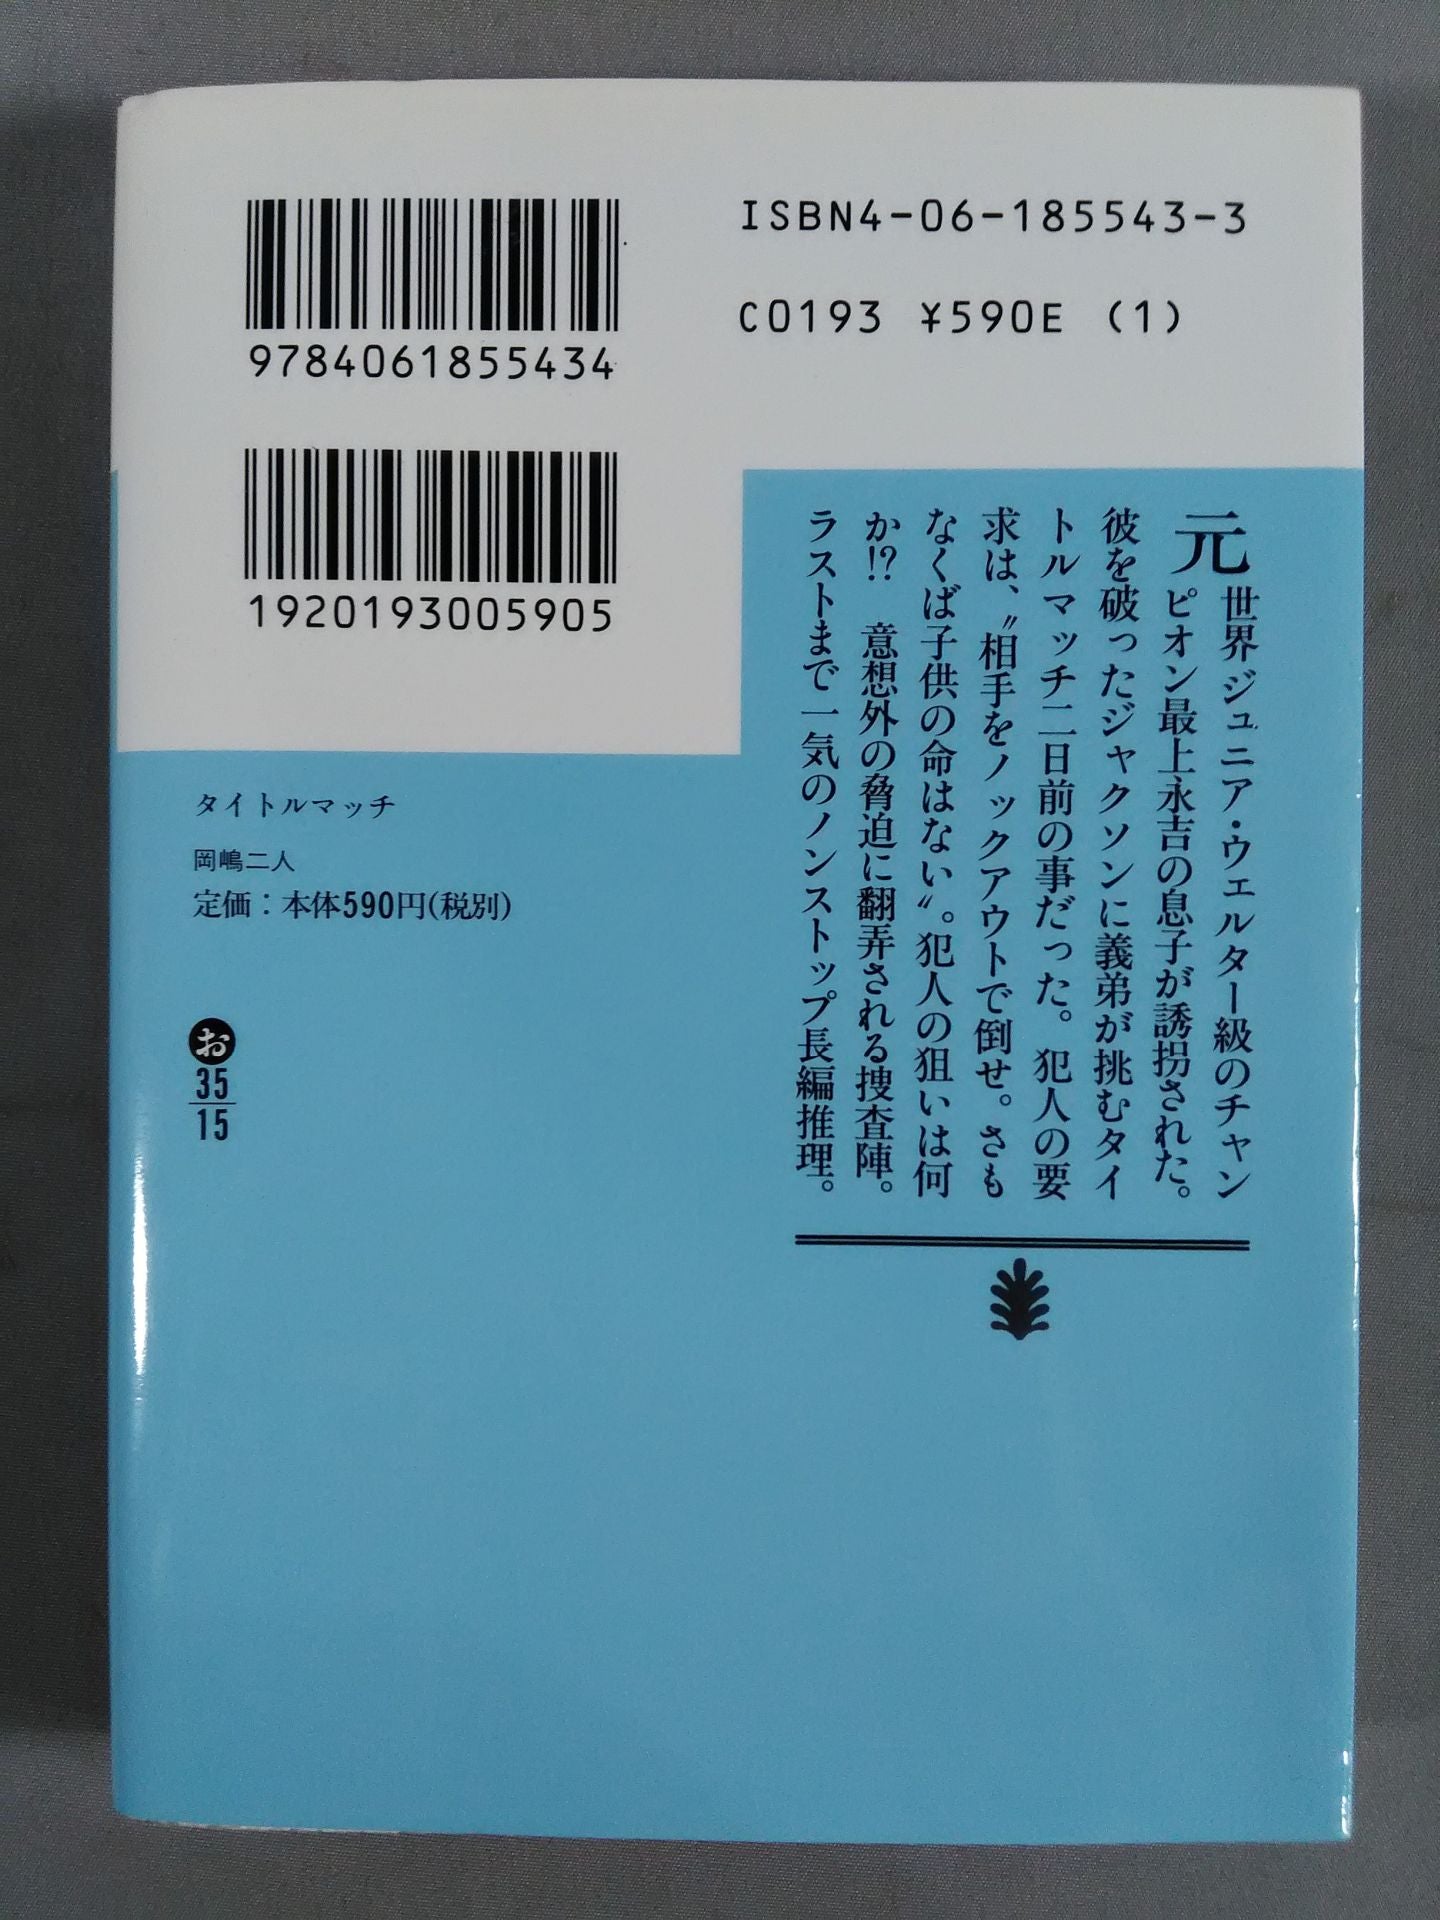 ISBN4-06-185543-3
C0193 ¥590E (1)
9784061855434
1920193005905
元世界ジュニア・ウェルター級のチャン
ピオン最上永吉の息子が誘拐された。
彼を破ったジャクソンに義弟が挑むタイ
トルマッチ二日前の事だった。犯人の要
求は、〝相手をノックアウトで倒せ。さも
なくば子供の命はない〟。犯人の狙いは何
か!? 意想外の脅迫に翻弄される捜査陣。
ラストまで一気のノンストップ長編推理。
タイトルマッチ
岡嶋二人
定価:本体590円(税別)
お
35
15